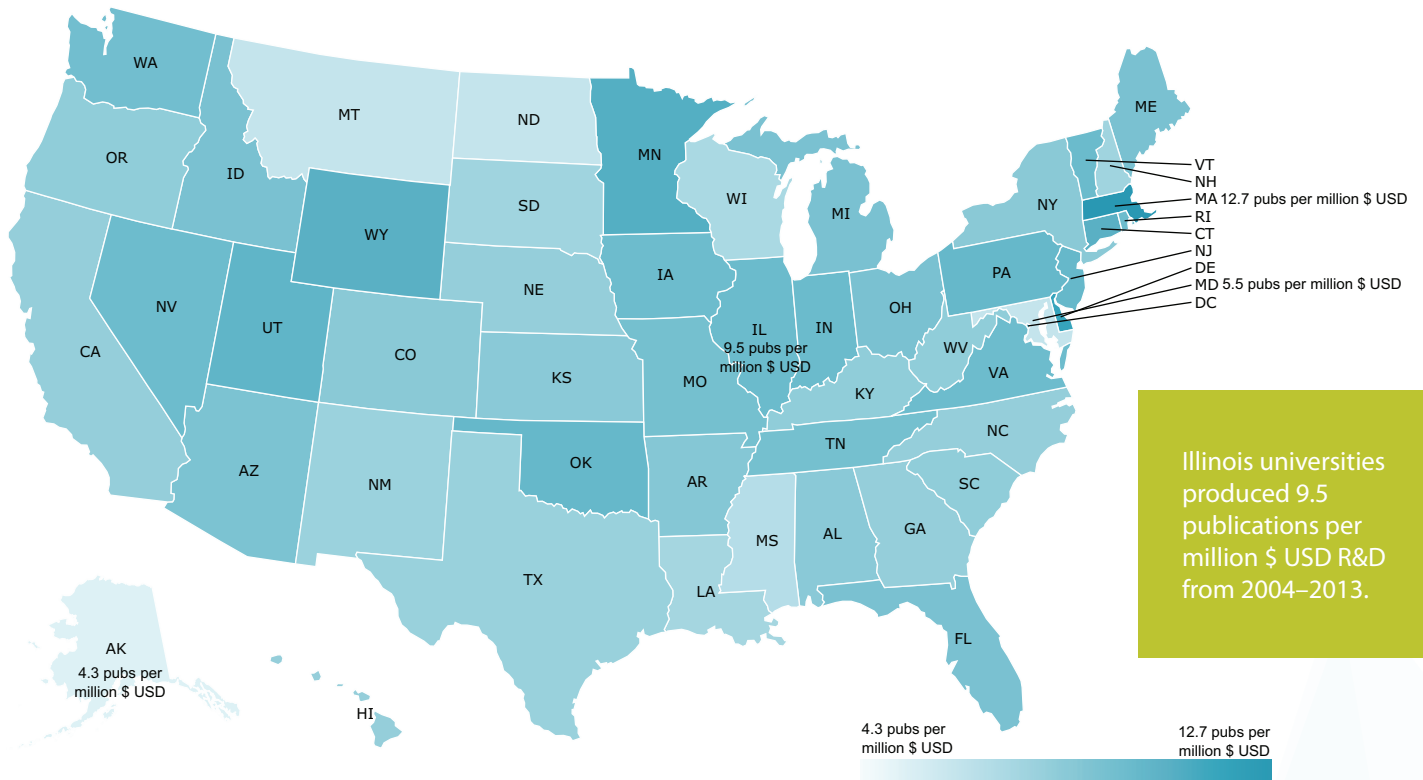 WA
MT
ND
MN
ME
OR
ID
SD
WI
MI
NY
VT
NH
MA 12.7 pubs per million $ USD
RI
CT
NJ
DE
MD 5.5 pubs per million $ USD
DC
WY
IA
PA
NE
NV
UT
IL
9.5 pubs per
million $ USD
IN
OH
CA
CO
KS
MO
WV
VA
KY
AZ
NM
OK
TN
NC
AR
SC
MS
AL
GA
TX
LA
FL
Illinois universities
produced 9.5
publications per
million $ USD R&D
from 2004–2013.
AK
4.3 pubs per
million $ USD
HI
4.3 pubs per
million $ USD
12.7 pubs per
million $ USD